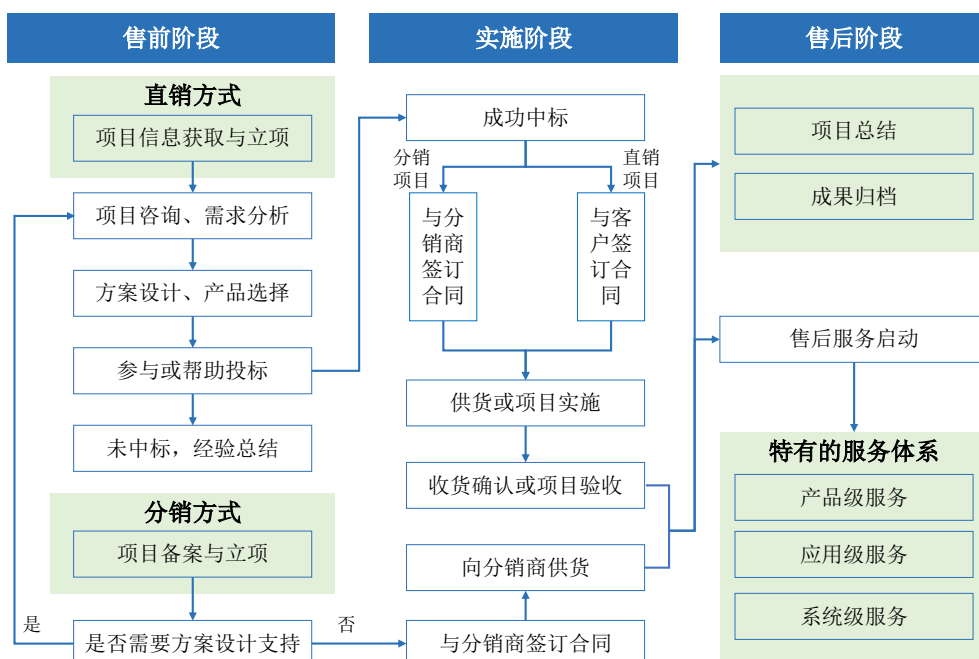 售前阶段
直销方式
项目信息获取与立项
项目咨询、需求分析
方案设计、产品选择
参与或帮助投标
未中标，经验总结
分销方式
项目备案与立项
是
是否需要方案设计支持
否
实施阶段
成功中标
分销
项目
直销
项目
与分
销商
签订
合同
与客
户签
订合
同
供货或项目实施
收货确认或项目验收
向分销商供货
与分销商签订合同
售后阶段
项目总结
成果归档
售后服务启动
特有的服务体系
产品级服务
应用级服务
系统级服务